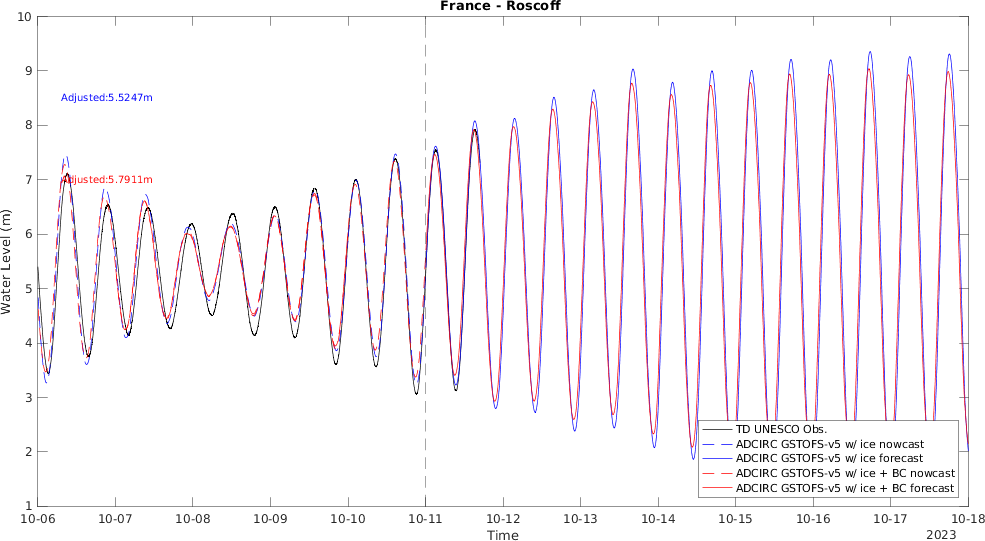 France - Roscoff
10
9
8
7
6
5
4
3
2
1
Water Level (m)
Adjusted:5.5247m
Adjusted:5.7911m
TD UNESCO Obs.
ADCIRC GSTOFS-v5 w/ ice nowcast
ADCIRC GSTOFS-v5 w/ ice forecast
ADCIRC GSTOFS-v5 w/ ice + BC nowcast
ADCIRC GSTOFS-v5 w/ ice + BC forecast
10-06 10-07 10-08 10-09 10-10 10-11 10-12 10-13 10-14 10-15 10-16 10-17 10-18
Time
2023